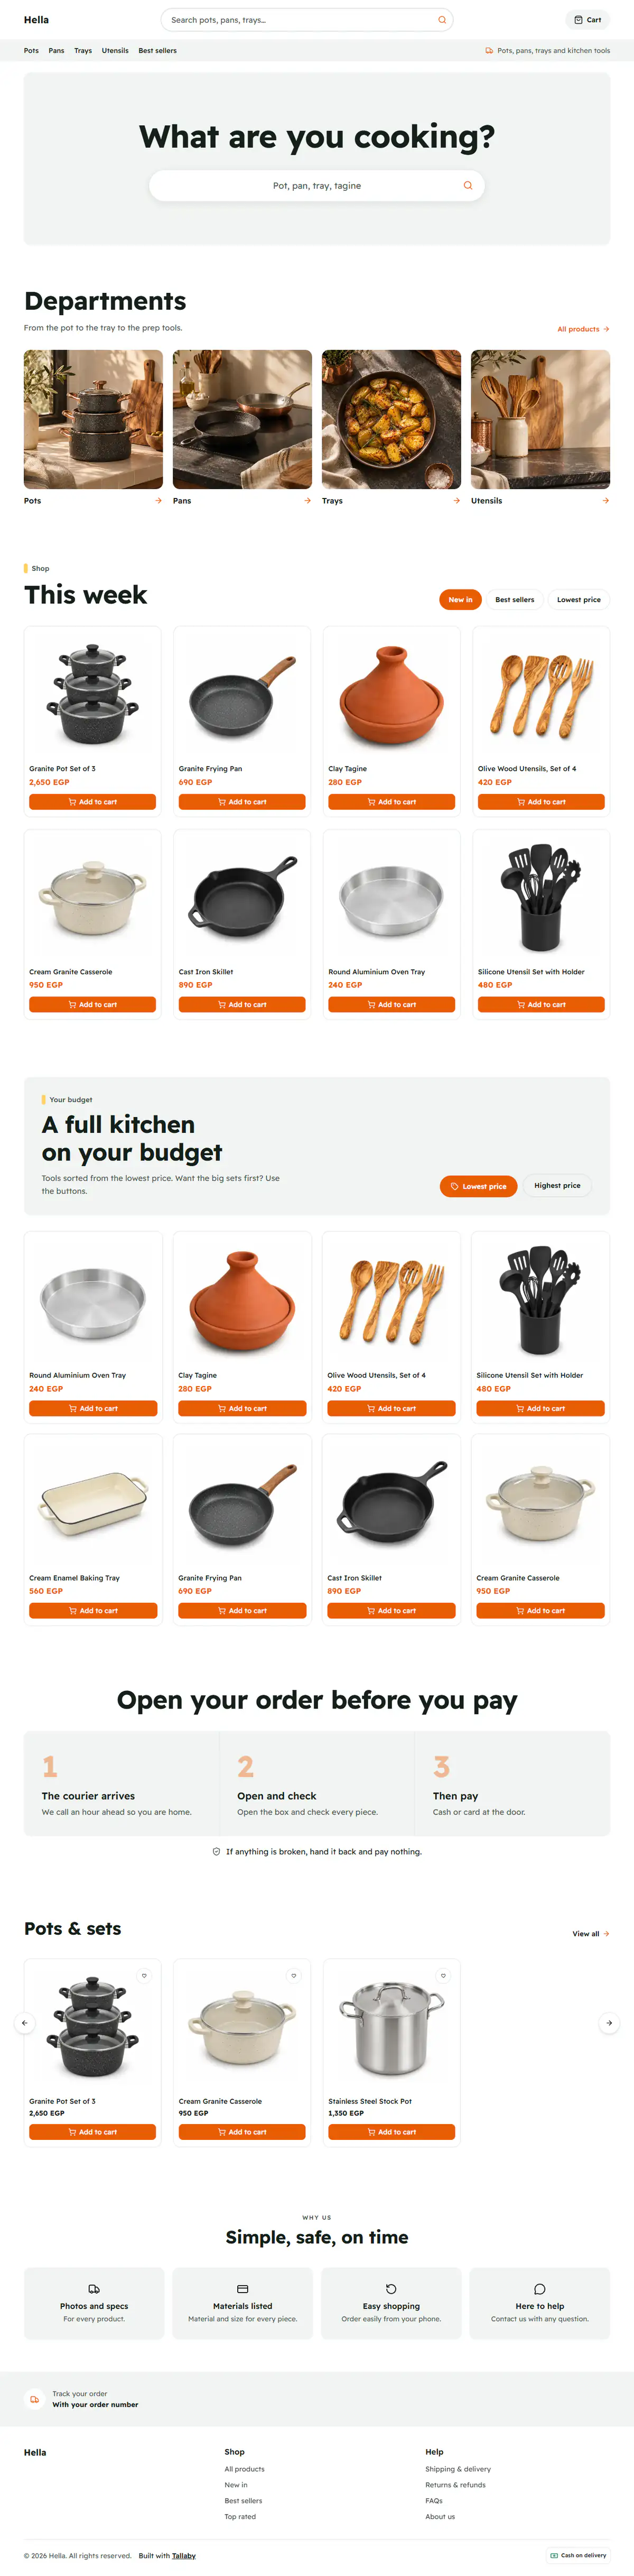 Hella
Search pots, pans, trays...
Cart
Pots Pans Trays Utensils Best sellers
Pots, pans, trays and kitchen tools
What are you cooking?
Pot, pan, tray, tagine
Departments
From the pot to the tray to the prep tools.
All products
Pots
Pans
Trays
Utensils
Shop
This week
New in
Best sellers
Lowest price
Granite Pot Set of 3
2,650 EGP
Add to cart
Granite Frying Pan
690 EGP
Add to cart
Clay Tagine
280 EGP
Add to cart
Olive Wood Utensils, Set of 4
420 EGP
Add to cart
Cream Granite Casserole
950 EGP
Add to cart
Cast Iron Skillet
890 EGP
Add to cart
Round Aluminium Oven Tray
240 EGP
Add to cart
Silicone Utensil Set with Holder
480 EGP
Add to cart
Your budget
A full kitchen
on your budget
Tools sorted from the lowest price. Want the big sets first? Use
the buttons.
Lowest price
Highest price
Round Aluminium Oven Tray
240 EGP
Add to cart
Clay Tagine
280 EGP
Add to cart
Olive Wood Utensils, Set of 4
420 EGP
Add to cart
Silicone Utensil Set with Holder
480 EGP
Add to cart
Cream Enamel Baking Tray
560 EGP
Add to cart
Granite Frying Pan
690 EGP
Add to cart
Cast Iron Skillet
890 EGP
Add to cart
Cream Granite Casserole
950 EGP
Add to cart
Open your order before you pay
1
The courier arrives
We call an hour ahead so you are home.
2
Open and check
Open the box and check every piece.
3
Then pay
Cash or card at the door.
If anything is broken, hand it back and pay nothing.
Pots & sets
View all
Granite Pot Set of 3
2,650 EGP
Add to cart
Cream Granite Casserole
950 EGP
Add to cart
Stainless Steel Stock Pot
1,350 EGP
Add to cart
WHY US
Simple, safe, on time
Photos and specs
For every product.
Materials listed
Material and size for every piece.
Easy shopping
Order easily from your phone.
Here to help
Contact us with any question.
Track your order
With your order number
Hella
Shop
All products
New in
Best sellers
Top rated
Help
Shipping & delivery
Returns & refunds
FAQs
About us
© 2026 Hella. All rights reserved. Built with Tallaby
Cash on delivery